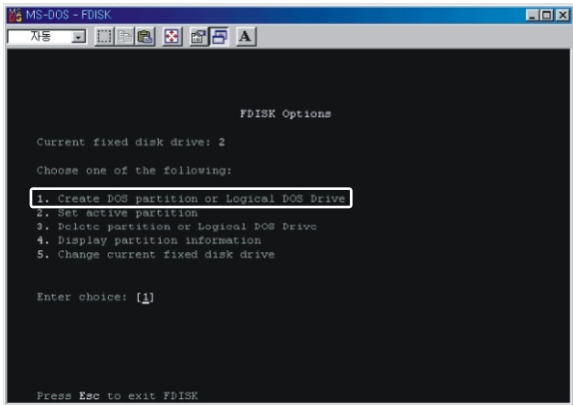 MS-DOS - FDISK
자동
A
FDISK Options
Current fixed disk drive: 2
Choose one of the following:
1. Create DOS partition or Logical DOS Drive
2. Set active partition
3. Delete partition or Logical DOS Drive
4. Display partition information
5. Change current fixed disk drive
Enter choice: [1]
Press Esc to exit FDISK